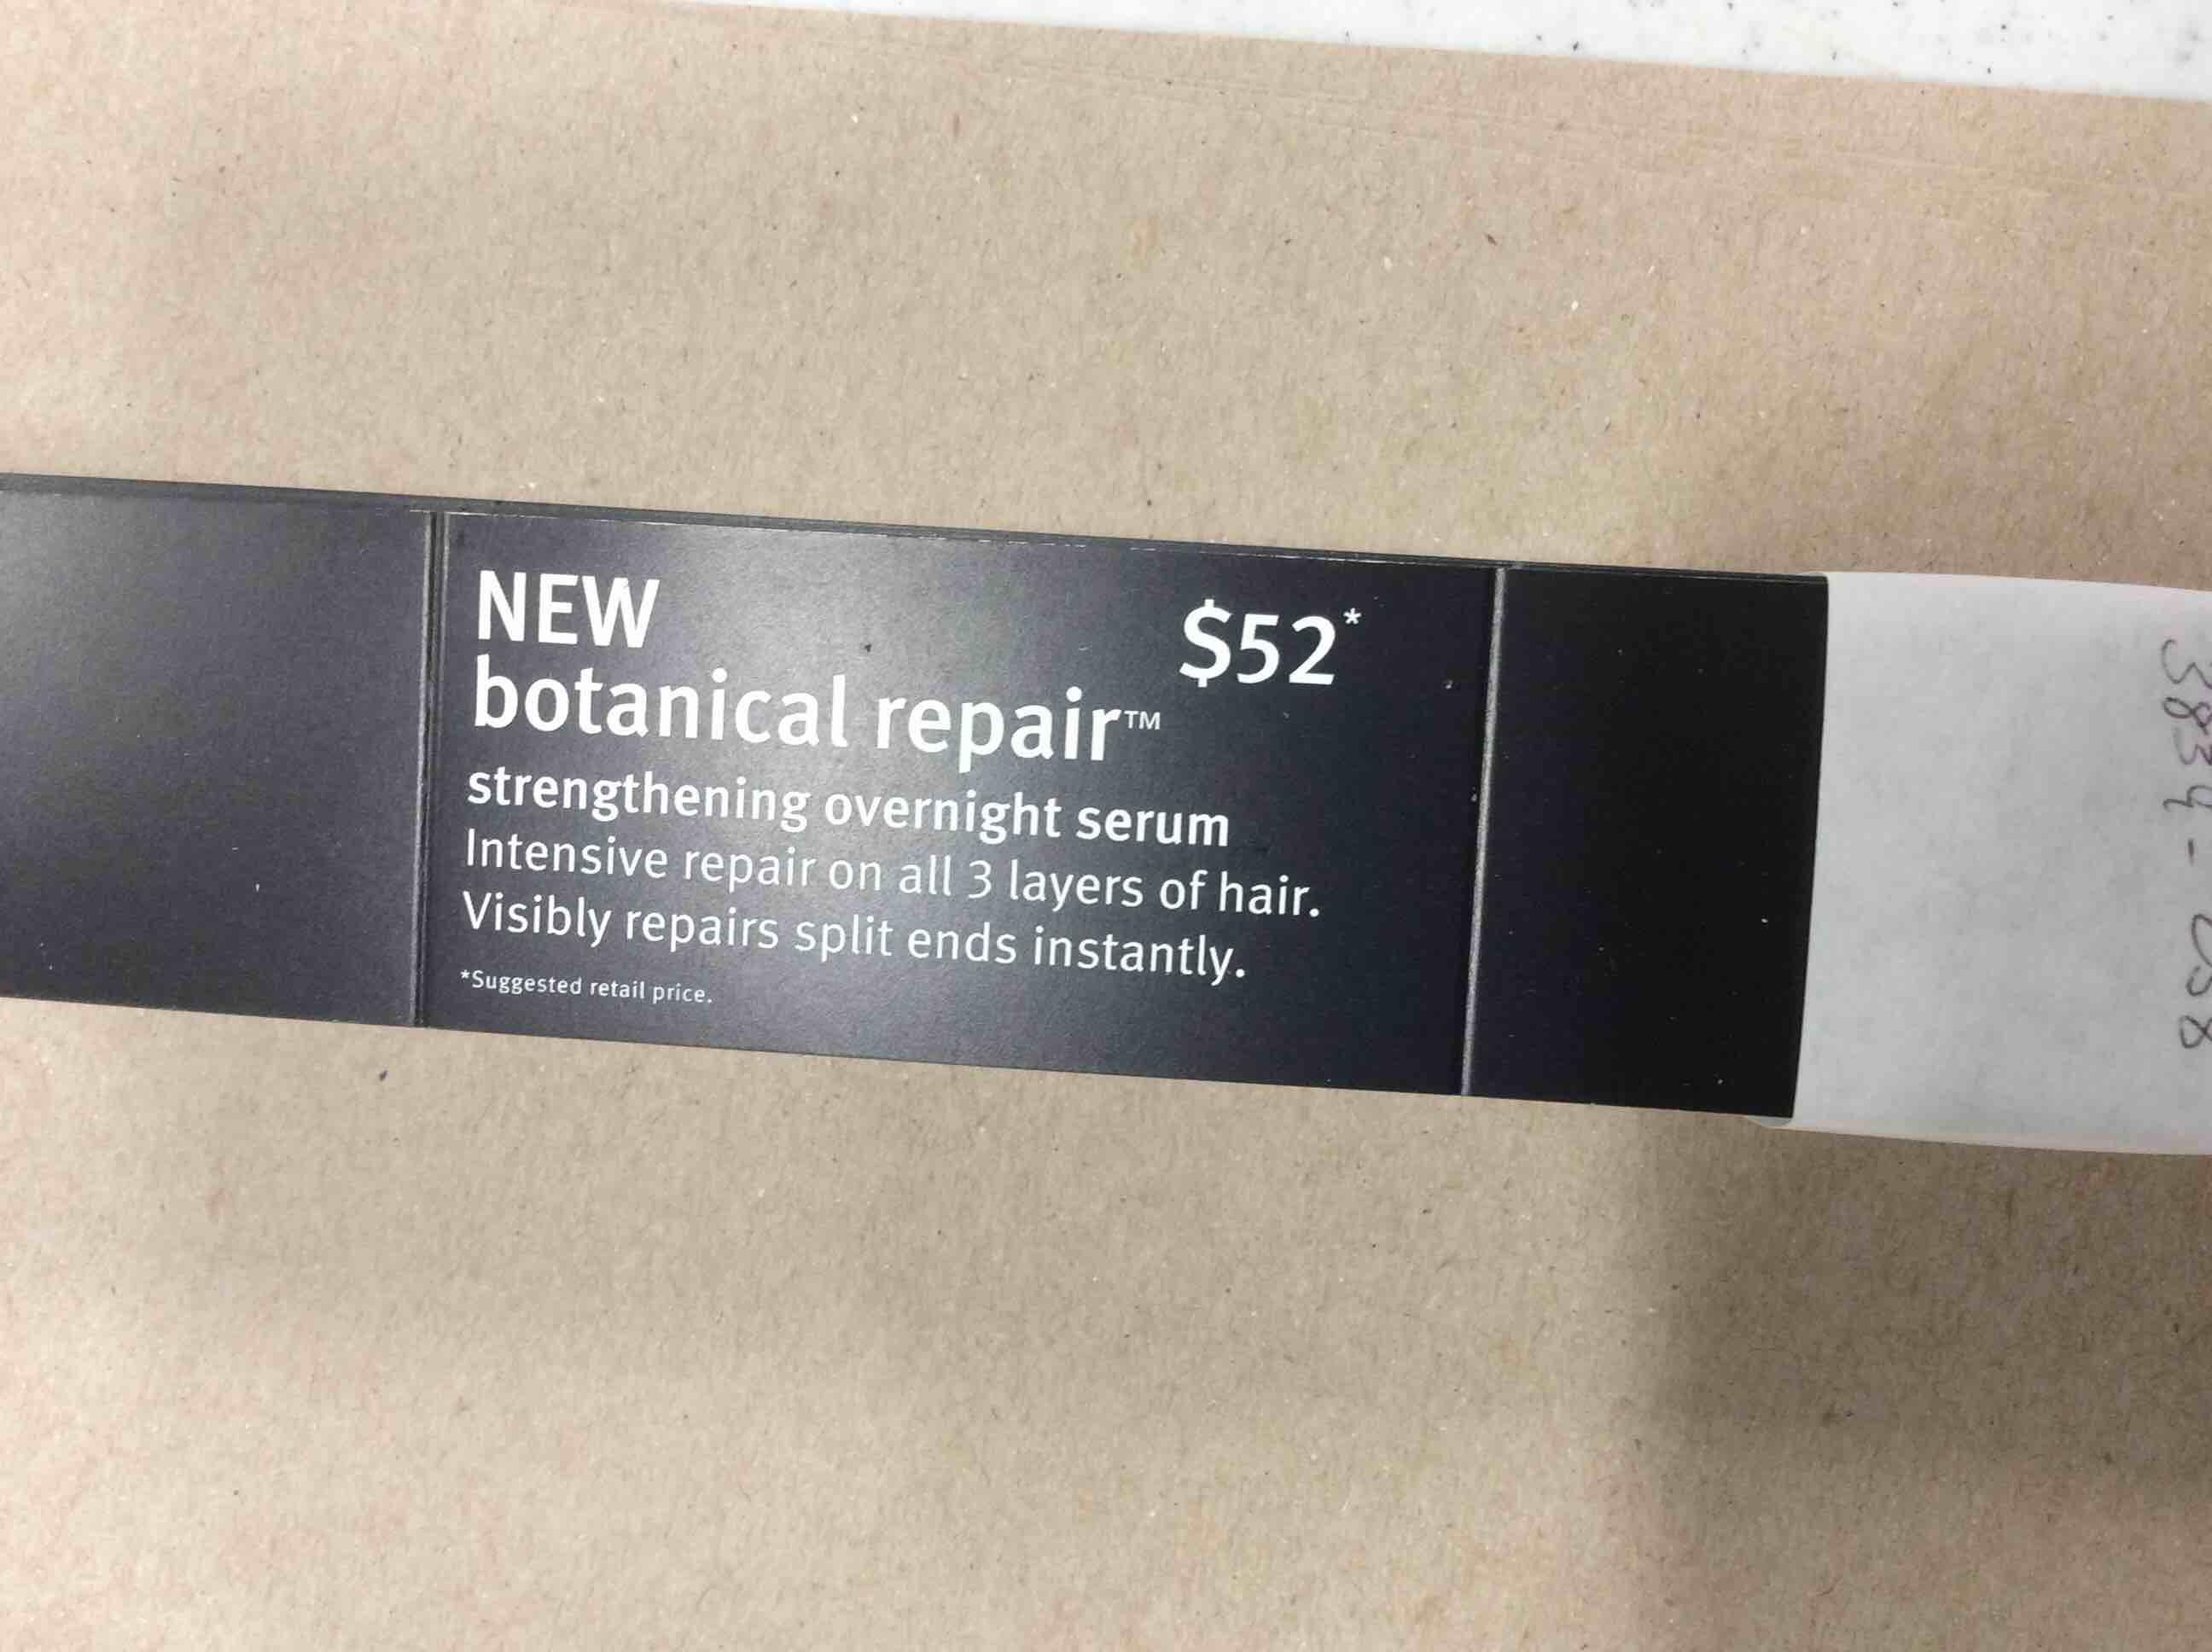 NEW
$52*
botanical repair™
strengthening overnight serum
Intensive repair on all 3 layers of hair.
Visibly repairs split ends instantly.
*Suggested retail price.